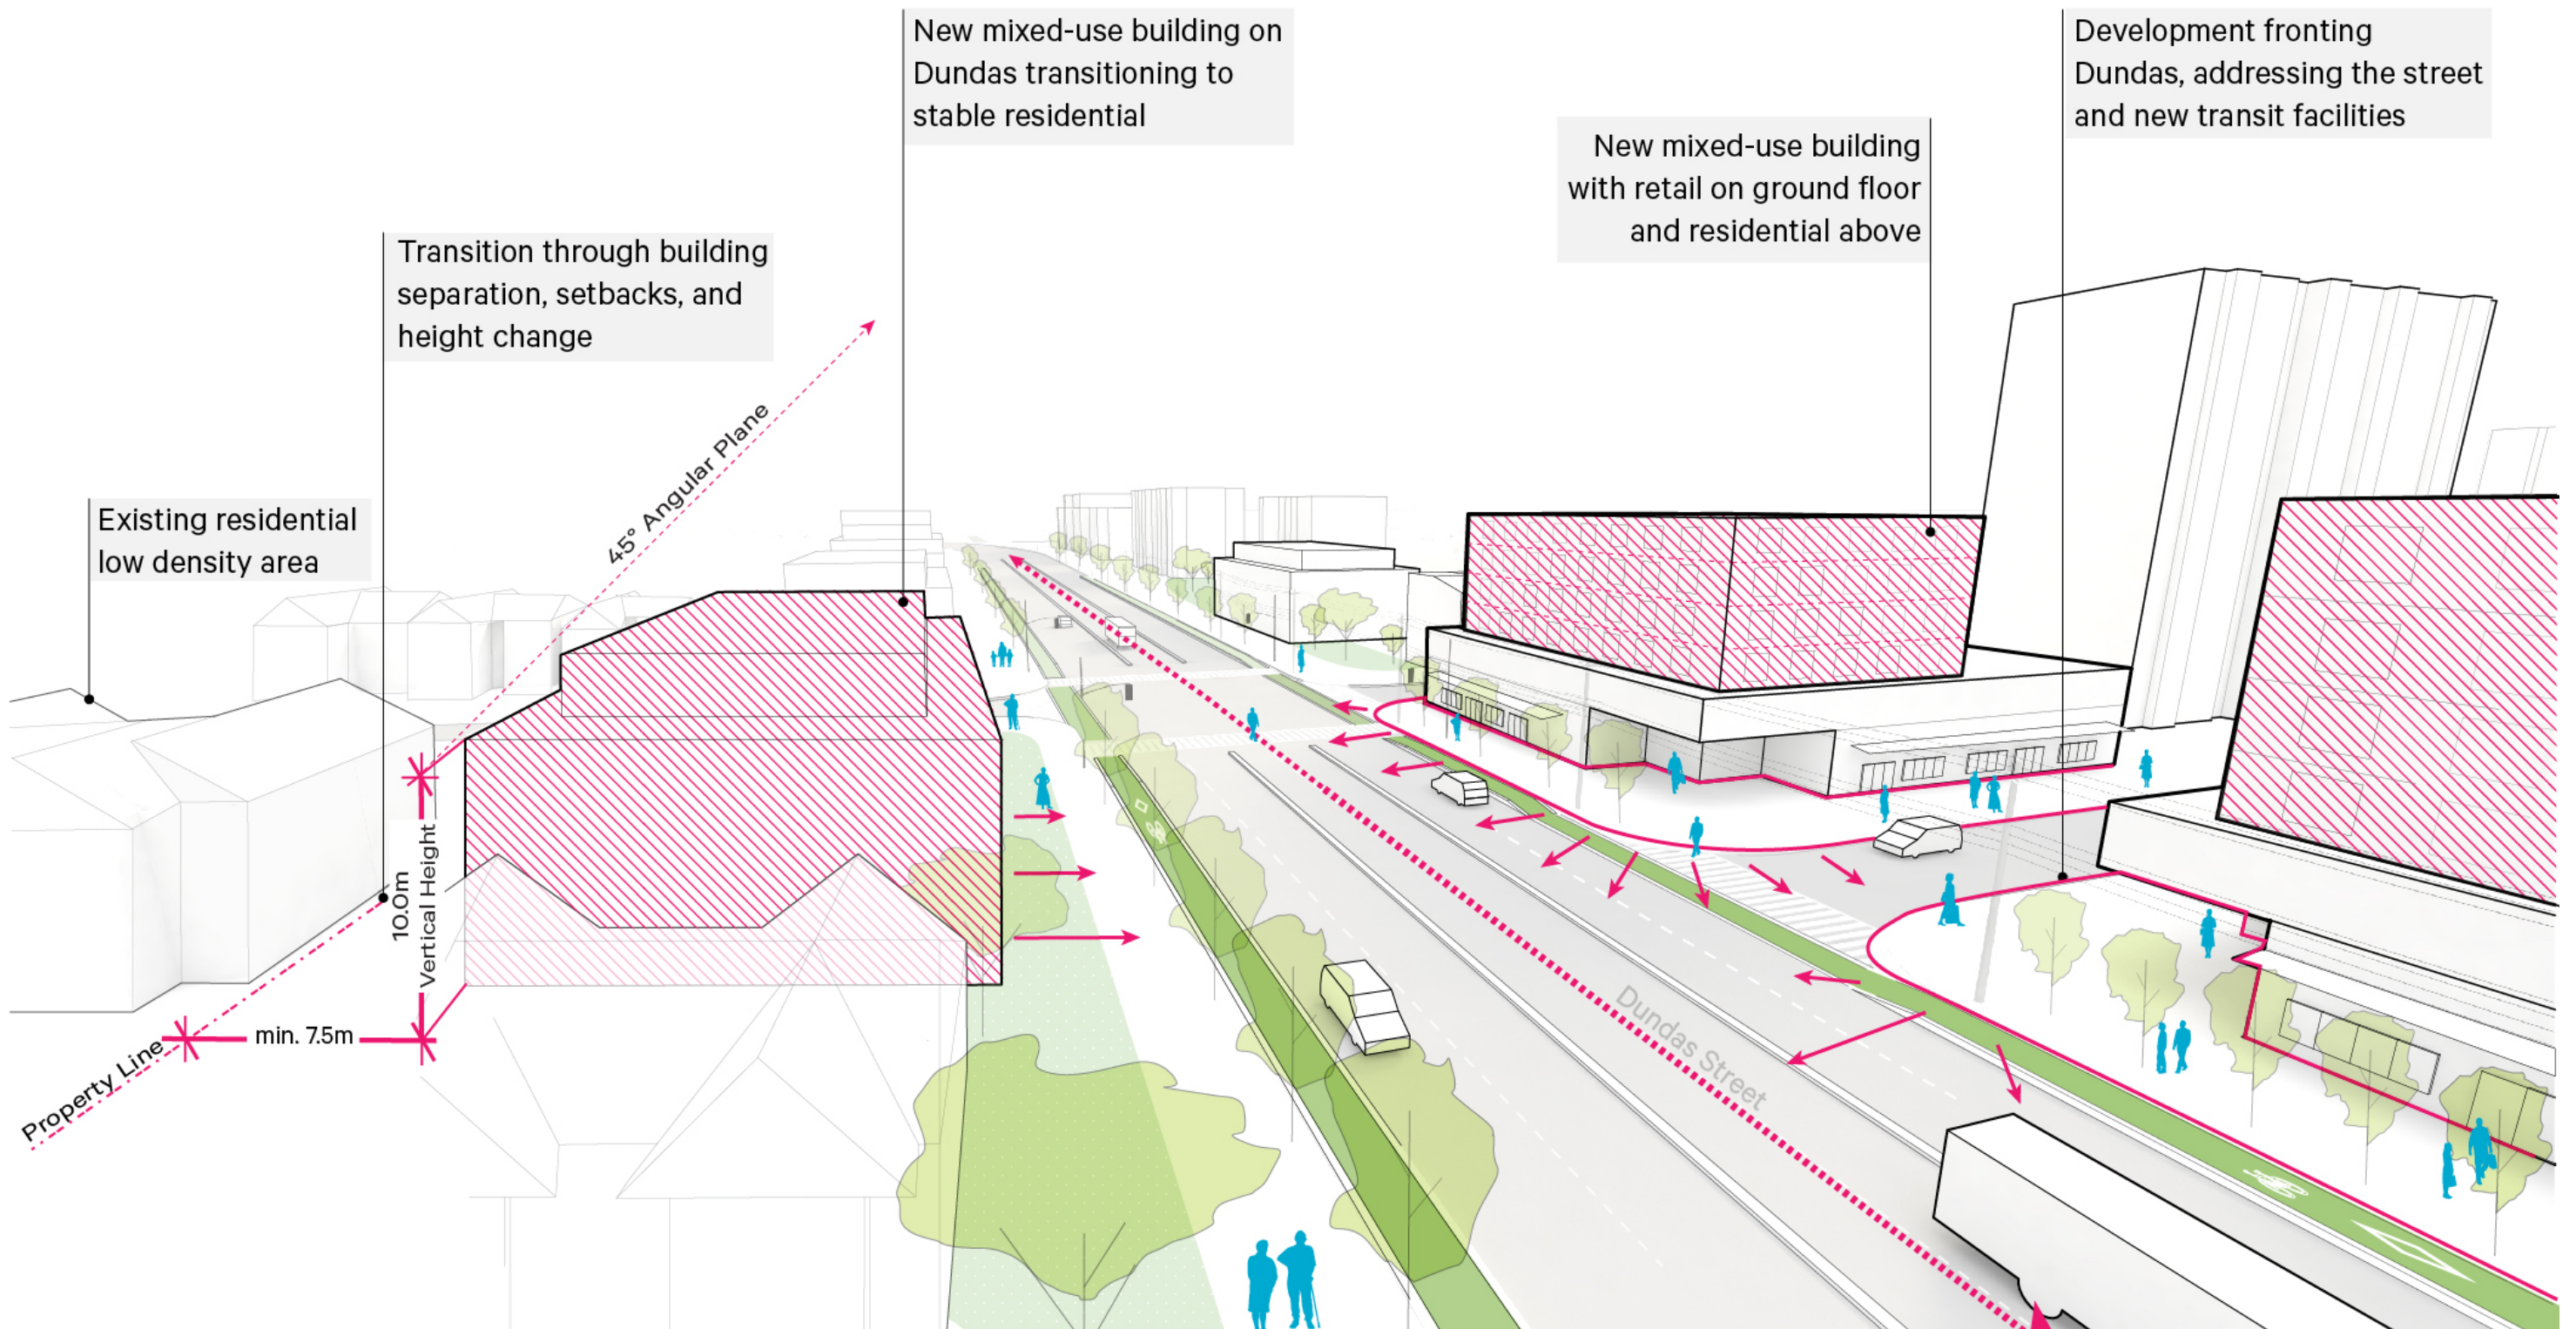 New mixed-use building on
Dundas transitioning to
stable residential
Development fronting
Dundas, addressing the street
and new transit facilities
New mixed-use building
with retail on ground floor
and residential above
Transition through building
separation, setbacks, and
height change
45° Angular Plane
Existing residential
low density area
10.0m
Vertical Height
min. 7.5m
Property Line
Dundas Street